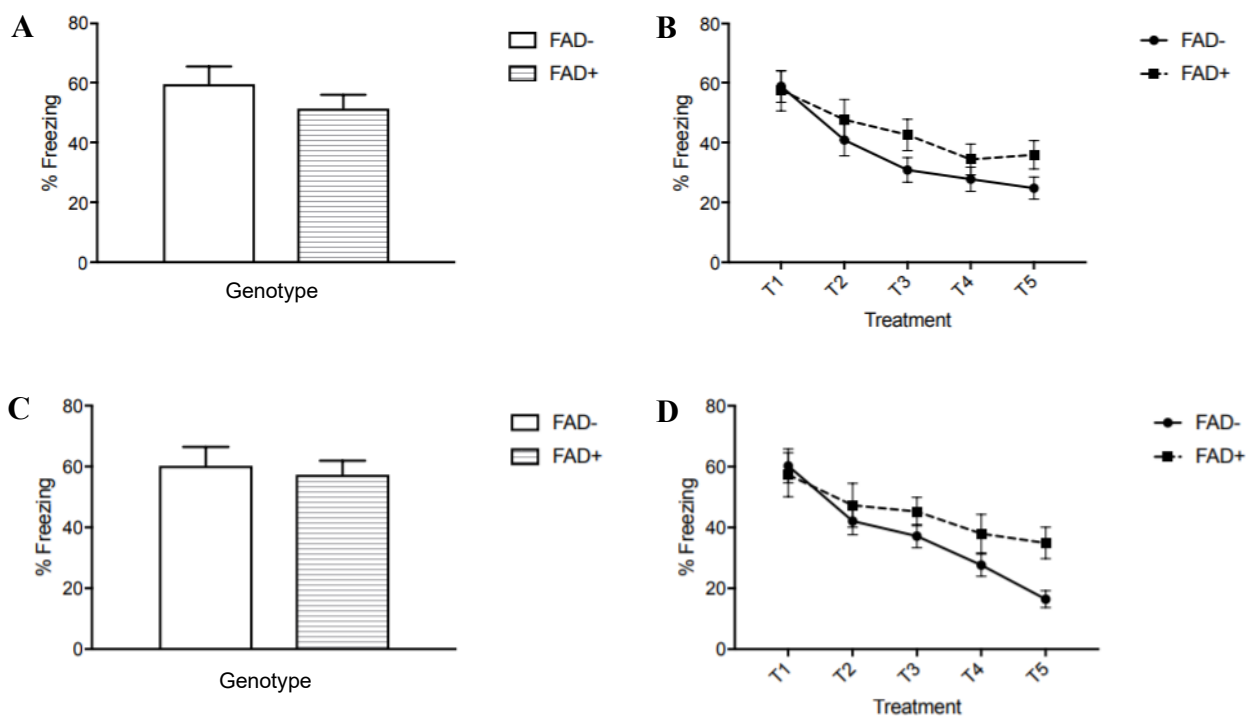 A
80
60
40
20
0
% Freezing
Genotype
FAD-
FAD+
B
80
60
40
20
0
% Freezing
T1 T2 T3 T4 T5
Treatment
FAD-
FAD+
C
80
60
40
20
0
% Freezing
Genotype
FAD-
FAD+
D
80
60
40
20
0
% Freezing
T1 T2 T3 T4 T5
Treatment
FAD-
FAD+